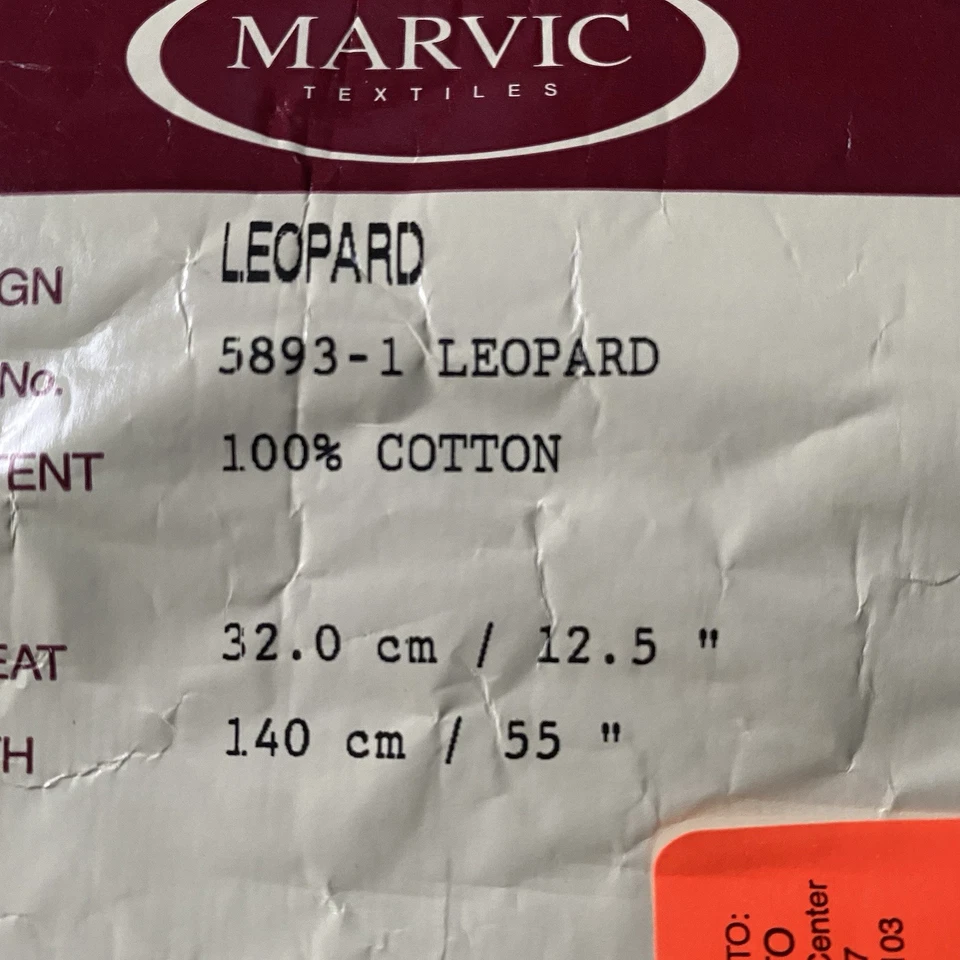 MARVIC
TEXTILES
GN LEOPARD
No. 5893-1 LEOPARD
ENT 100% COTTON
EAT 32.0 cm / 12.5 "
H 140 cm / 55 "
TO:
TO
Center
7
103